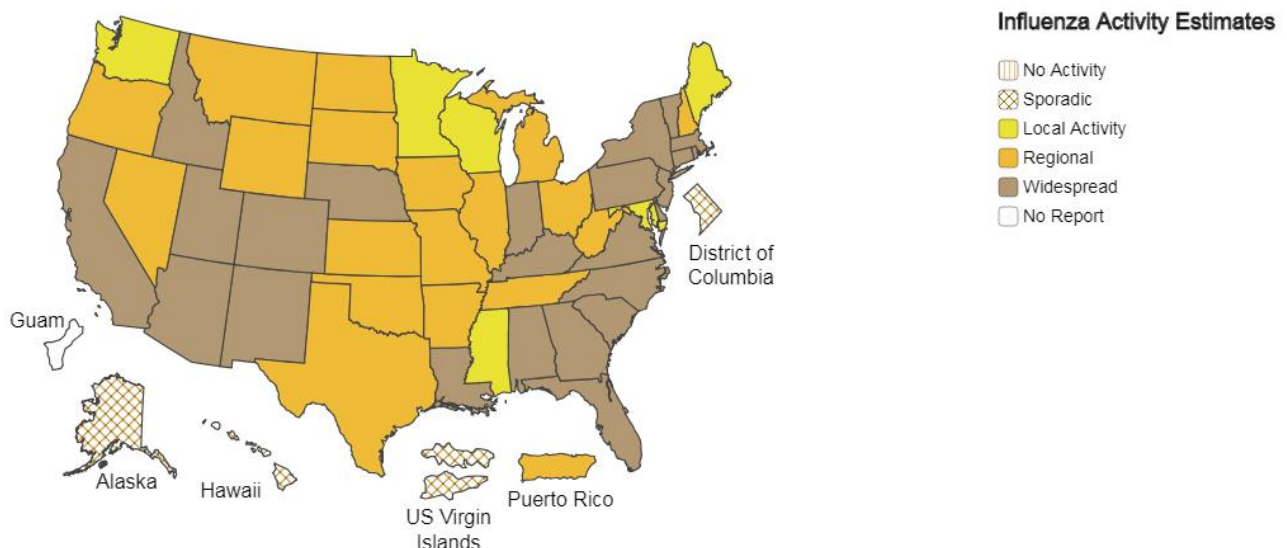 Influenza Activity Estimates
No Activity
Sporadic
Local Activity
Regional
Widespread
No Report
District of
Columbia
Guam
Alaska
Hawaii
US Virgin
Islands
Puerto Rico